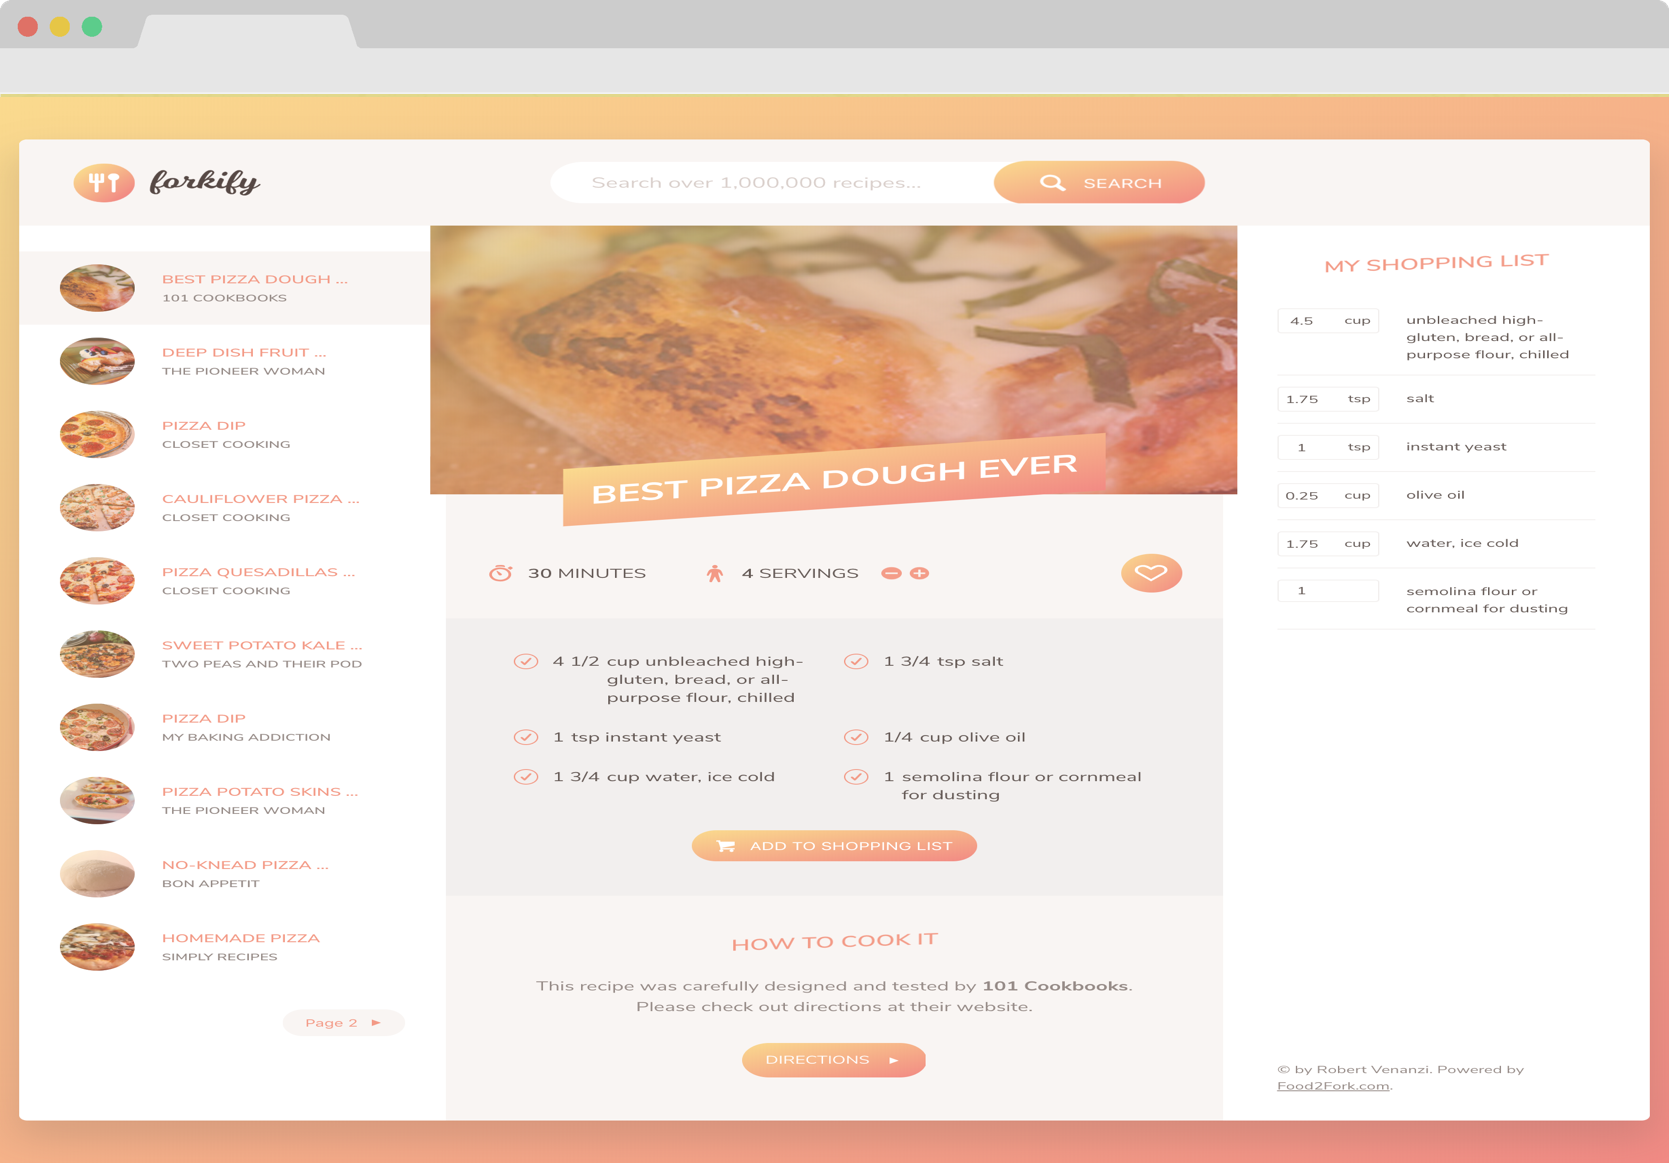 forkify
Search over 1,000,000 recipes...
SEARCH
BEST PIZZA DOUGH ...
101 COOKBOOKS
DEEP DISH FRUIT ...
THE PIONEER WOMAN
PIZZA DIP
CLOSET COOKING
CAULIFLOWER PIZZA ...
CLOSET COOKING
PIZZA QUESADILLAS ...
CLOSET COOKING
SWEET POTATO KALE ...
TWO PEAS AND THEIR POD
PIZZA DIP
MY BAKING ADDICTION
PIZZA POTATO SKINS ...
THE PIONEER WOMAN
NO-KNEAD PIZZA ...
BON APPETIT
HOMEMADE PIZZA
SIMPLY RECIPES
Page 2
BEST PIZZA DOUGH EVER
30 MINUTES
4 SERVINGS
4 1/2 cup unbleached high-
gluten, bread, or all-
purpose flour, chilled
1 3/4 tsp salt
1 tsp instant yeast
1/4 cup olive oil
1 3/4 cup water, ice cold
1 semolina flour or cornmeal
for dusting
ADD TO SHOPPING LIST
HOW TO COOK IT
This recipe was carefully designed and tested by 101 Cookbooks.
Please check out directions at their website.
DIRECTIONS
MY SHOPPING LIST
4.5 cup unbleached high-
gluten, bread, or all-
purpose flour, chilled
1.75 tsp salt
1 tsp instant yeast
0.25 cup olive oil
1.75 cup water, ice cold
1 semolina flour or
cornmeal for dusting
© by Robert Venanzi. Powered by
Food2Fork.com.